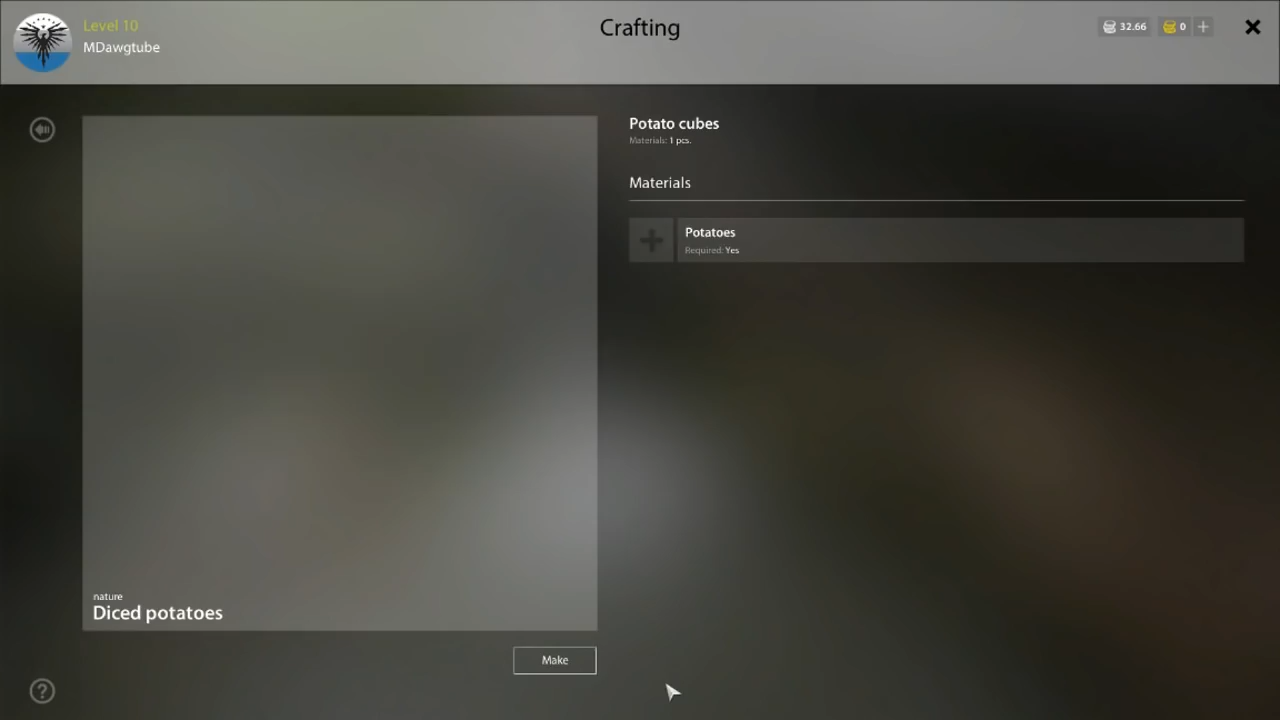 Level 10
MDawgtube
Crafting
32.66
0
Potato cubes
Materials: 1 pcs.
Materials
Potatoes
Required: Yes
nature
Diced potatoes
Make
?